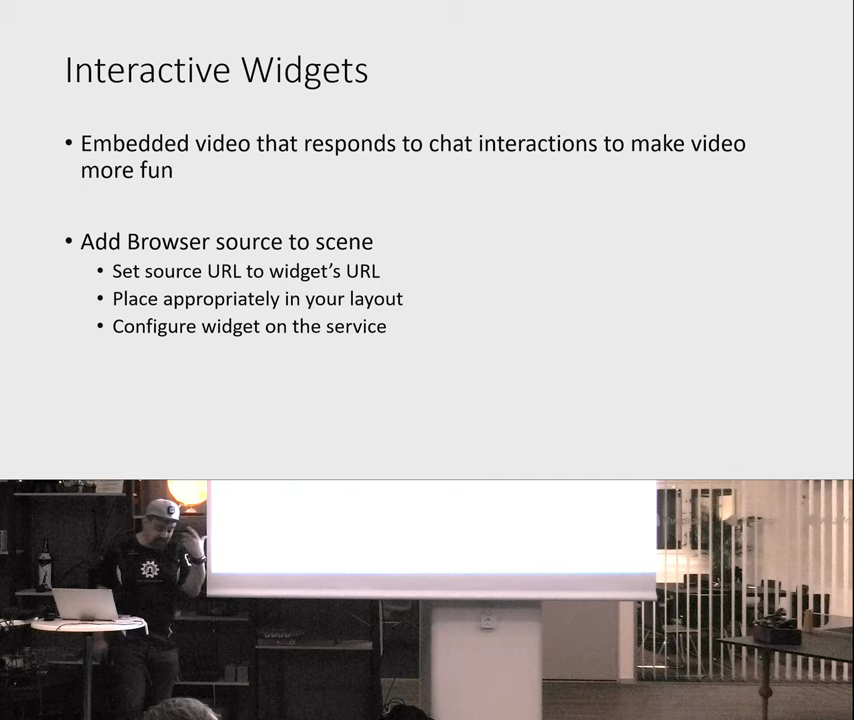 Interactive Widgets
• Embedded video that responds to chat interactions to make video
more fun
• Add Browser source to scene
• Set source URL to widget’s URL
• Place appropriately in your layout
• Configure widget on the service